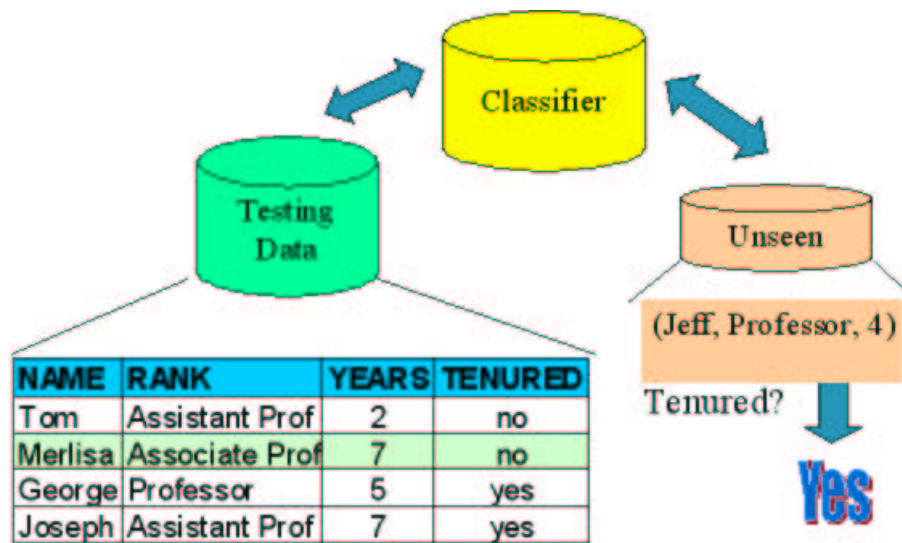 Classifier
Testing
Data
Unseen
(Jeff, Professor, 4)
NAME RANK YEARS TENURED
Tom Assistant Prof 2 no
Merlisa Associate Prof 7 no
George Professor 5 yes
Joseph Assistant Prof 7 yes
Tenured?
Yes